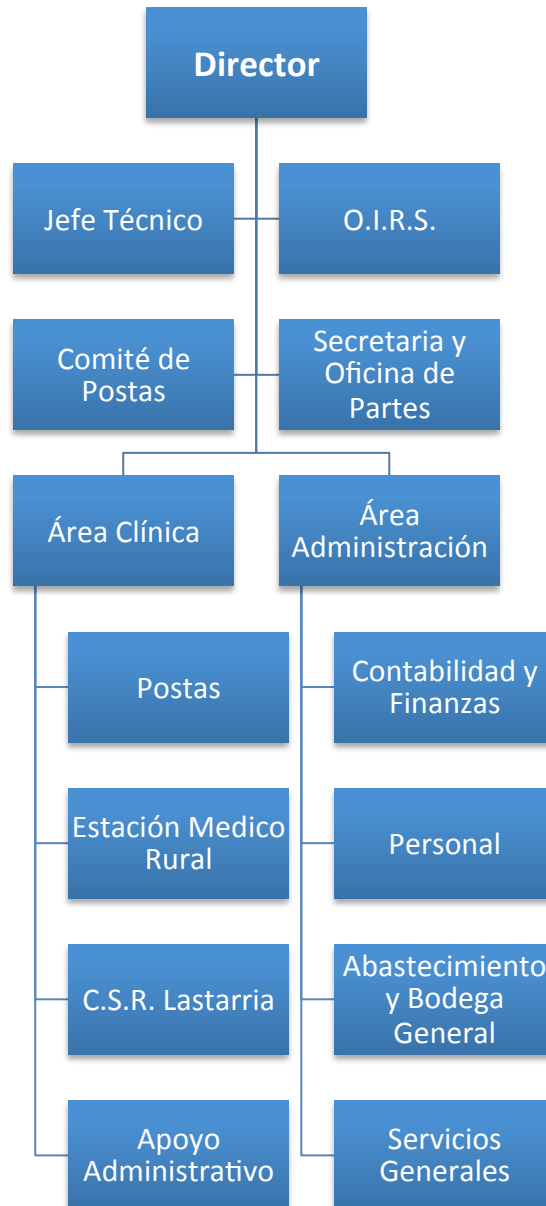 Director
Jefe Técnico
O.I.R.S.
Comité de
Postas
Secretaria y
Oficina de
Partes
Área Clínica
Área
Administración
Postas
Contabilidad y
Finanzas
Estación Medico
Rural
Personal
C.S.R. Lastarria
Abastecimiento
y Bodega
General
Apoyo
Administrativo
Servicios
Generales